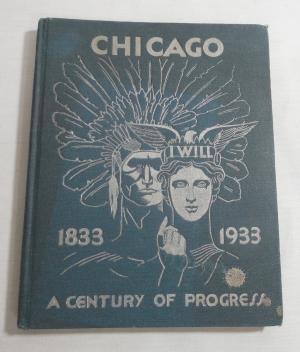 CHICAGO
I WILL
1833 1933
A CENTURY OF PROGRESS